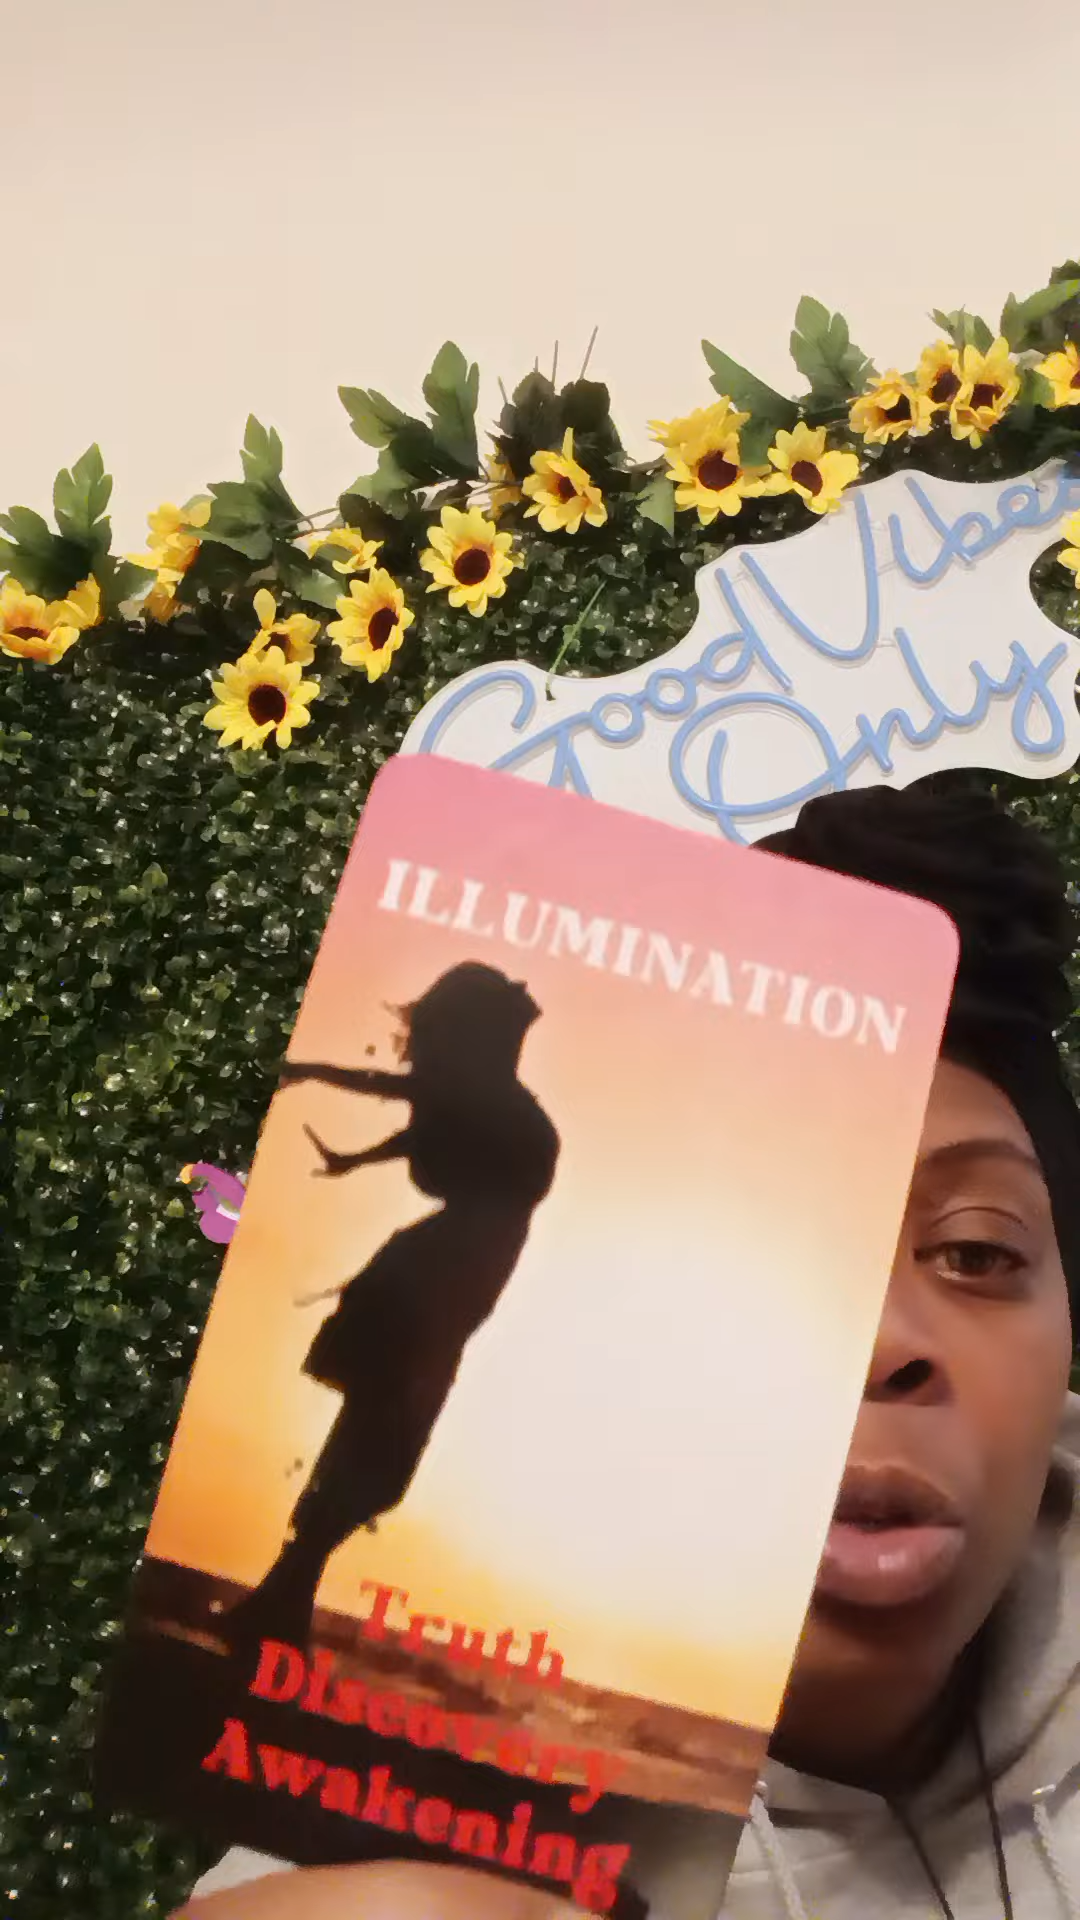 Good Vibes
Only
ILLUMINATION
Truth
Discovery
Awakening